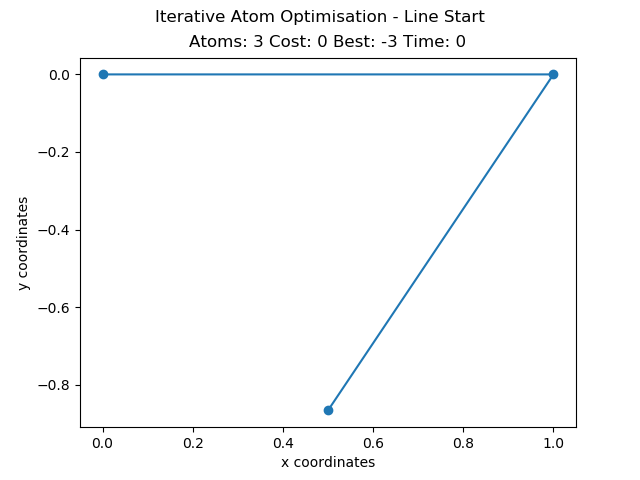 Iterative Atom Optimisation - Line Start
Atoms: 3 Cost: 0 Best: -3 Time: 0
0.0
−0.2
−0.4
−0.6
−0.8
y coordinates
0.0 0.2 0.4 0.6 0.8 1.0
x coordinates